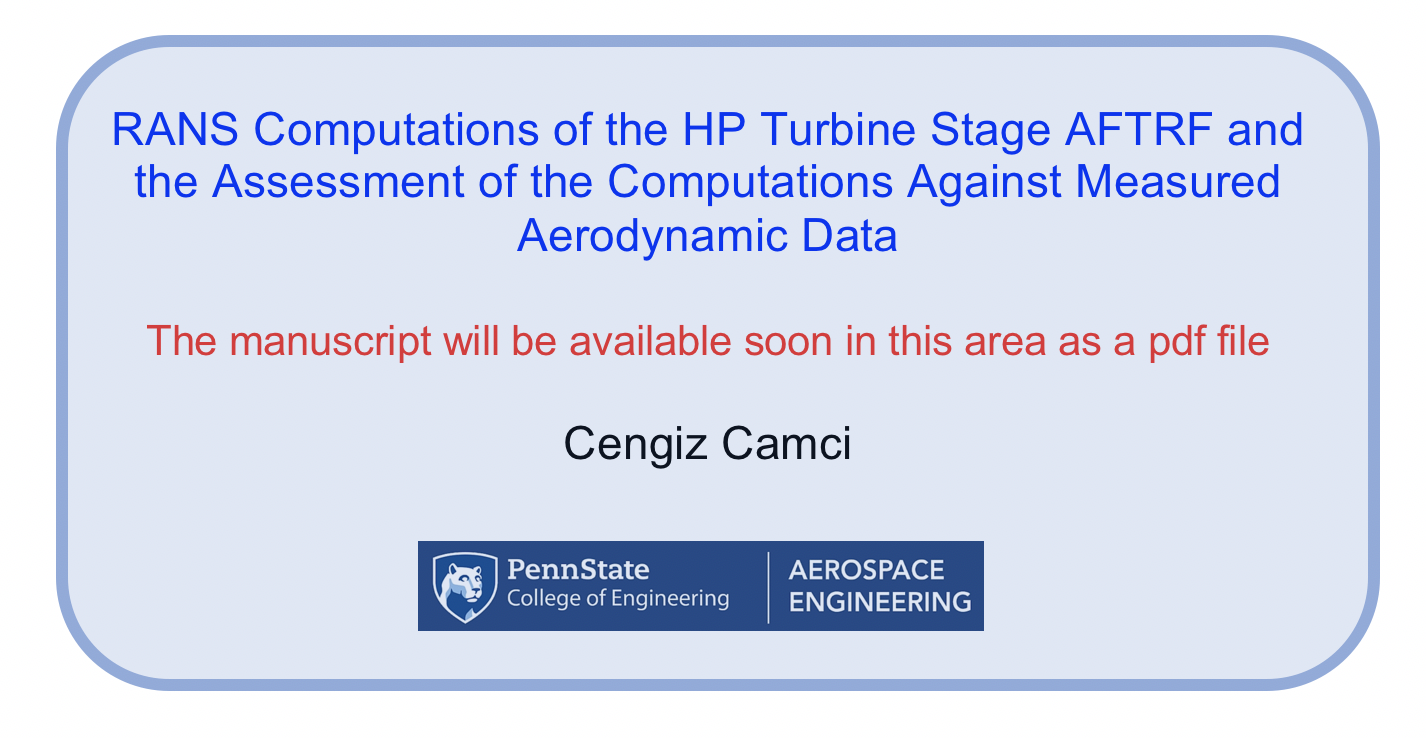 RANS Computations of the HP Turbine Stage AFTRF and
the Assessment of the Computations Against Measured
Aerodynamic Data
The manuscript will be available soon in this area as a pdf file
Cengiz Camci
PennState
College of Engineering
AEROSPACE
ENGINEERING